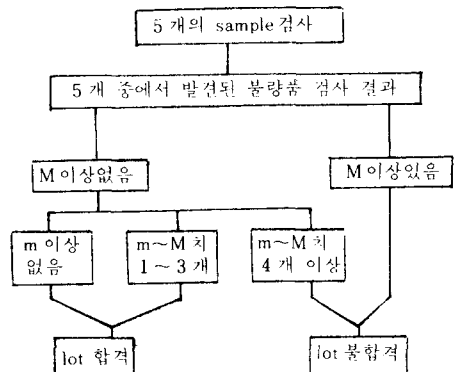 5개의 sample검사
5개 중에서 발견된 불량품 검사 결과
M이상없음
M이상있음
m이상
없음
m~M치
1~3개
m~M치
4개 이상
lot 합격
lot 불합격